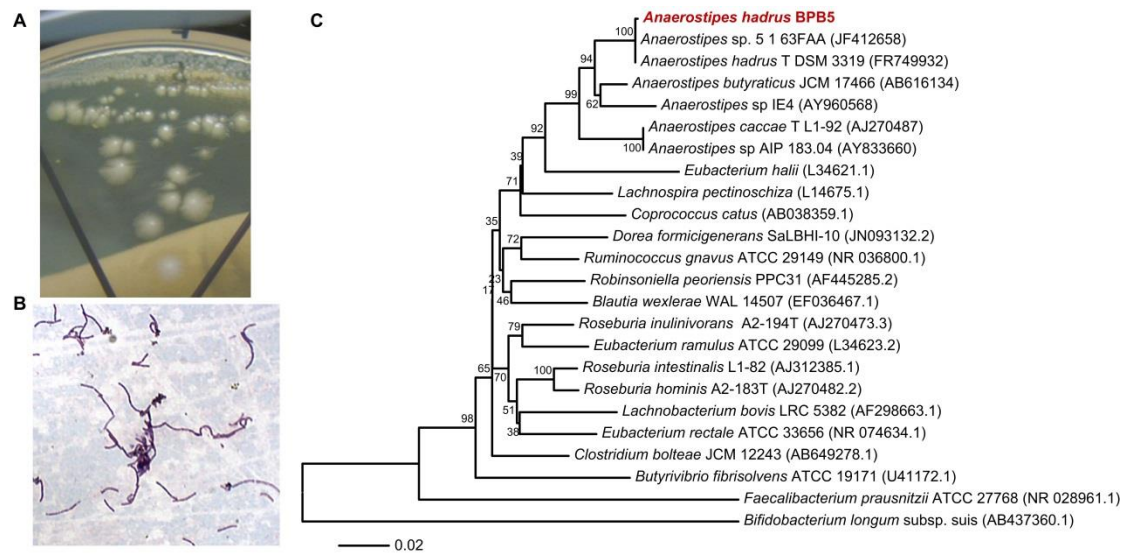 A
B
C
Anaerostipes hadrus BPB5
Anaerostipes sp. 5 1 63FAA (JF412658)
Anaerostipes hadrus T DSM 3319 (FR749932)
Anaerostipes butyraticus JCM 17466 (AB616134)
Anaerostipes sp IE4 (AY960568)
Anaerostipes caccae T L1-92 (AJ270487)
Anaerostipes sp AIP 183.04 (AY833660)
Eubacterium halii (L34621.1)
Lachnospira pectinoschiza (L14675.1)
Coprococcus catus (AB038359.1)
Dorea formicigenerans SaLBHI-10 (JN093132.2)
Ruminococcus gnavus ATCC 29149 (NR 036800.1)
Robinsoniella peoriensis PPC31 (AF445285.2)
Blautia wexlerae WAL 14507 (EF036467.1)
Roseburia inulinivorans A2-194T (AJ270473.3)
Eubacterium ramulus ATCC 29099 (L34623.2)
Roseburia intestinalis L1-82 (AJ312385.1)
Roseburia hominis A2-183T (AJ270482.2)
Lachnobacterium bovis LRC 5382 (AF298663.1)
Eubacterium rectale ATCC 33656 (NR 074634.1)
Clostridium bolteae JCM 12243 (AB649278.1)
Butyrivibrio fibrisolvens ATCC 19171 (U41172.1)
Faecalibacterium prausnitzii ATCC 27768 (NR 028961.1)
Bifidobacterium longum subsp. suis (AB437360.1)
100
94
62
99
100
92
39
71
35
72
23
17
46
79
65
70
100
51
38
98
0.02